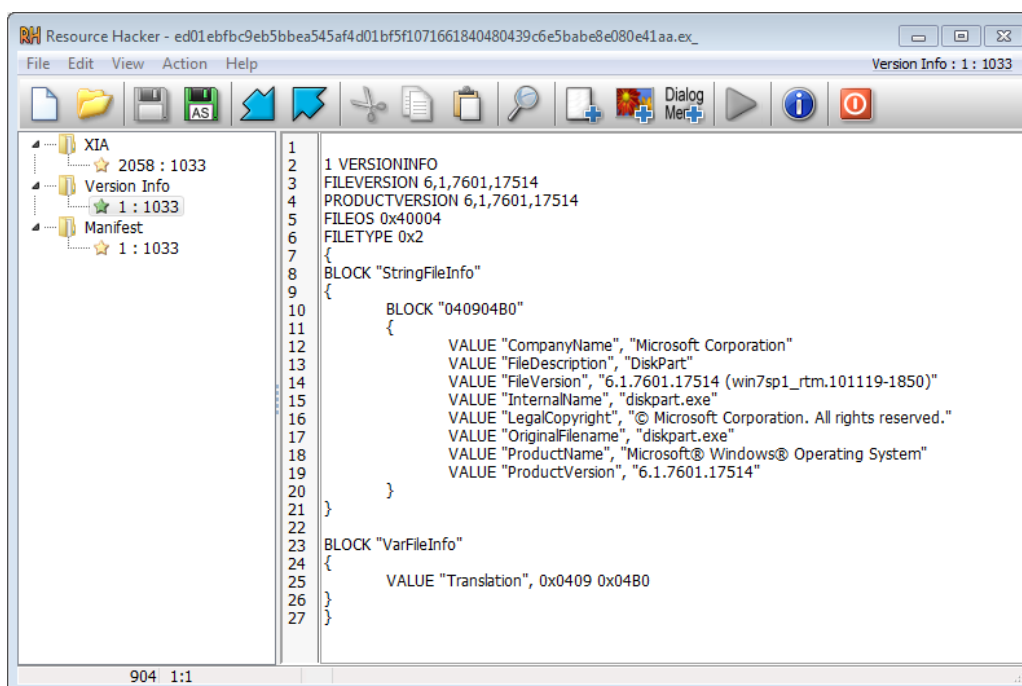 Resource Hacker - ed01ebfbc9eb5bbea545af4d01bf5f1071661840480439c6e5babe8e080e41aa.ex_
File Edit View Action Help
Version Info : 1 : 1033
AS
Dialog
Mer
XIA
2058 : 1033
Version Info
1 : 1033
Manifest
1 : 1033
1
2 1 VERSIONINFO
3 FILEVERSION 6,1,7601,17514
4 PRODUCTVERSION 6,1,7601,17514
5 FILEOS 0x40004
6 FILETYPE 0x2
7 {
8 BLOCK "StringFileInfo"
9 {
10 BLOCK "040904B0"
11 {
12 VALUE "CompanyName", "Microsoft Corporation"
13 VALUE "FileDescription", "DiskPart"
14 VALUE "FileVersion", "6.1.7601.17514 (win7sp1_rtm.101119-1850)"
15 VALUE "InternalName", "diskpart.exe"
16 VALUE "LegalCopyright", "© Microsoft Corporation. All rights reserved."
17 VALUE "OriginalFilename", "diskpart.exe"
18 VALUE "ProductName", "Microsoft® Windows® Operating System"
19 VALUE "ProductVersion", "6.1.7601.17514"
20 }
21 }
22
23 BLOCK "VarFileInfo"
24 {
25 VALUE "Translation", 0x0409 0x04B0
26 }
27 }
904 1:1